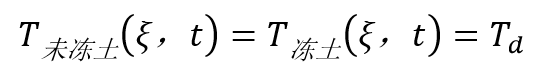 T未冻土(ξ，t) = T冻土(ξ，t) = Td